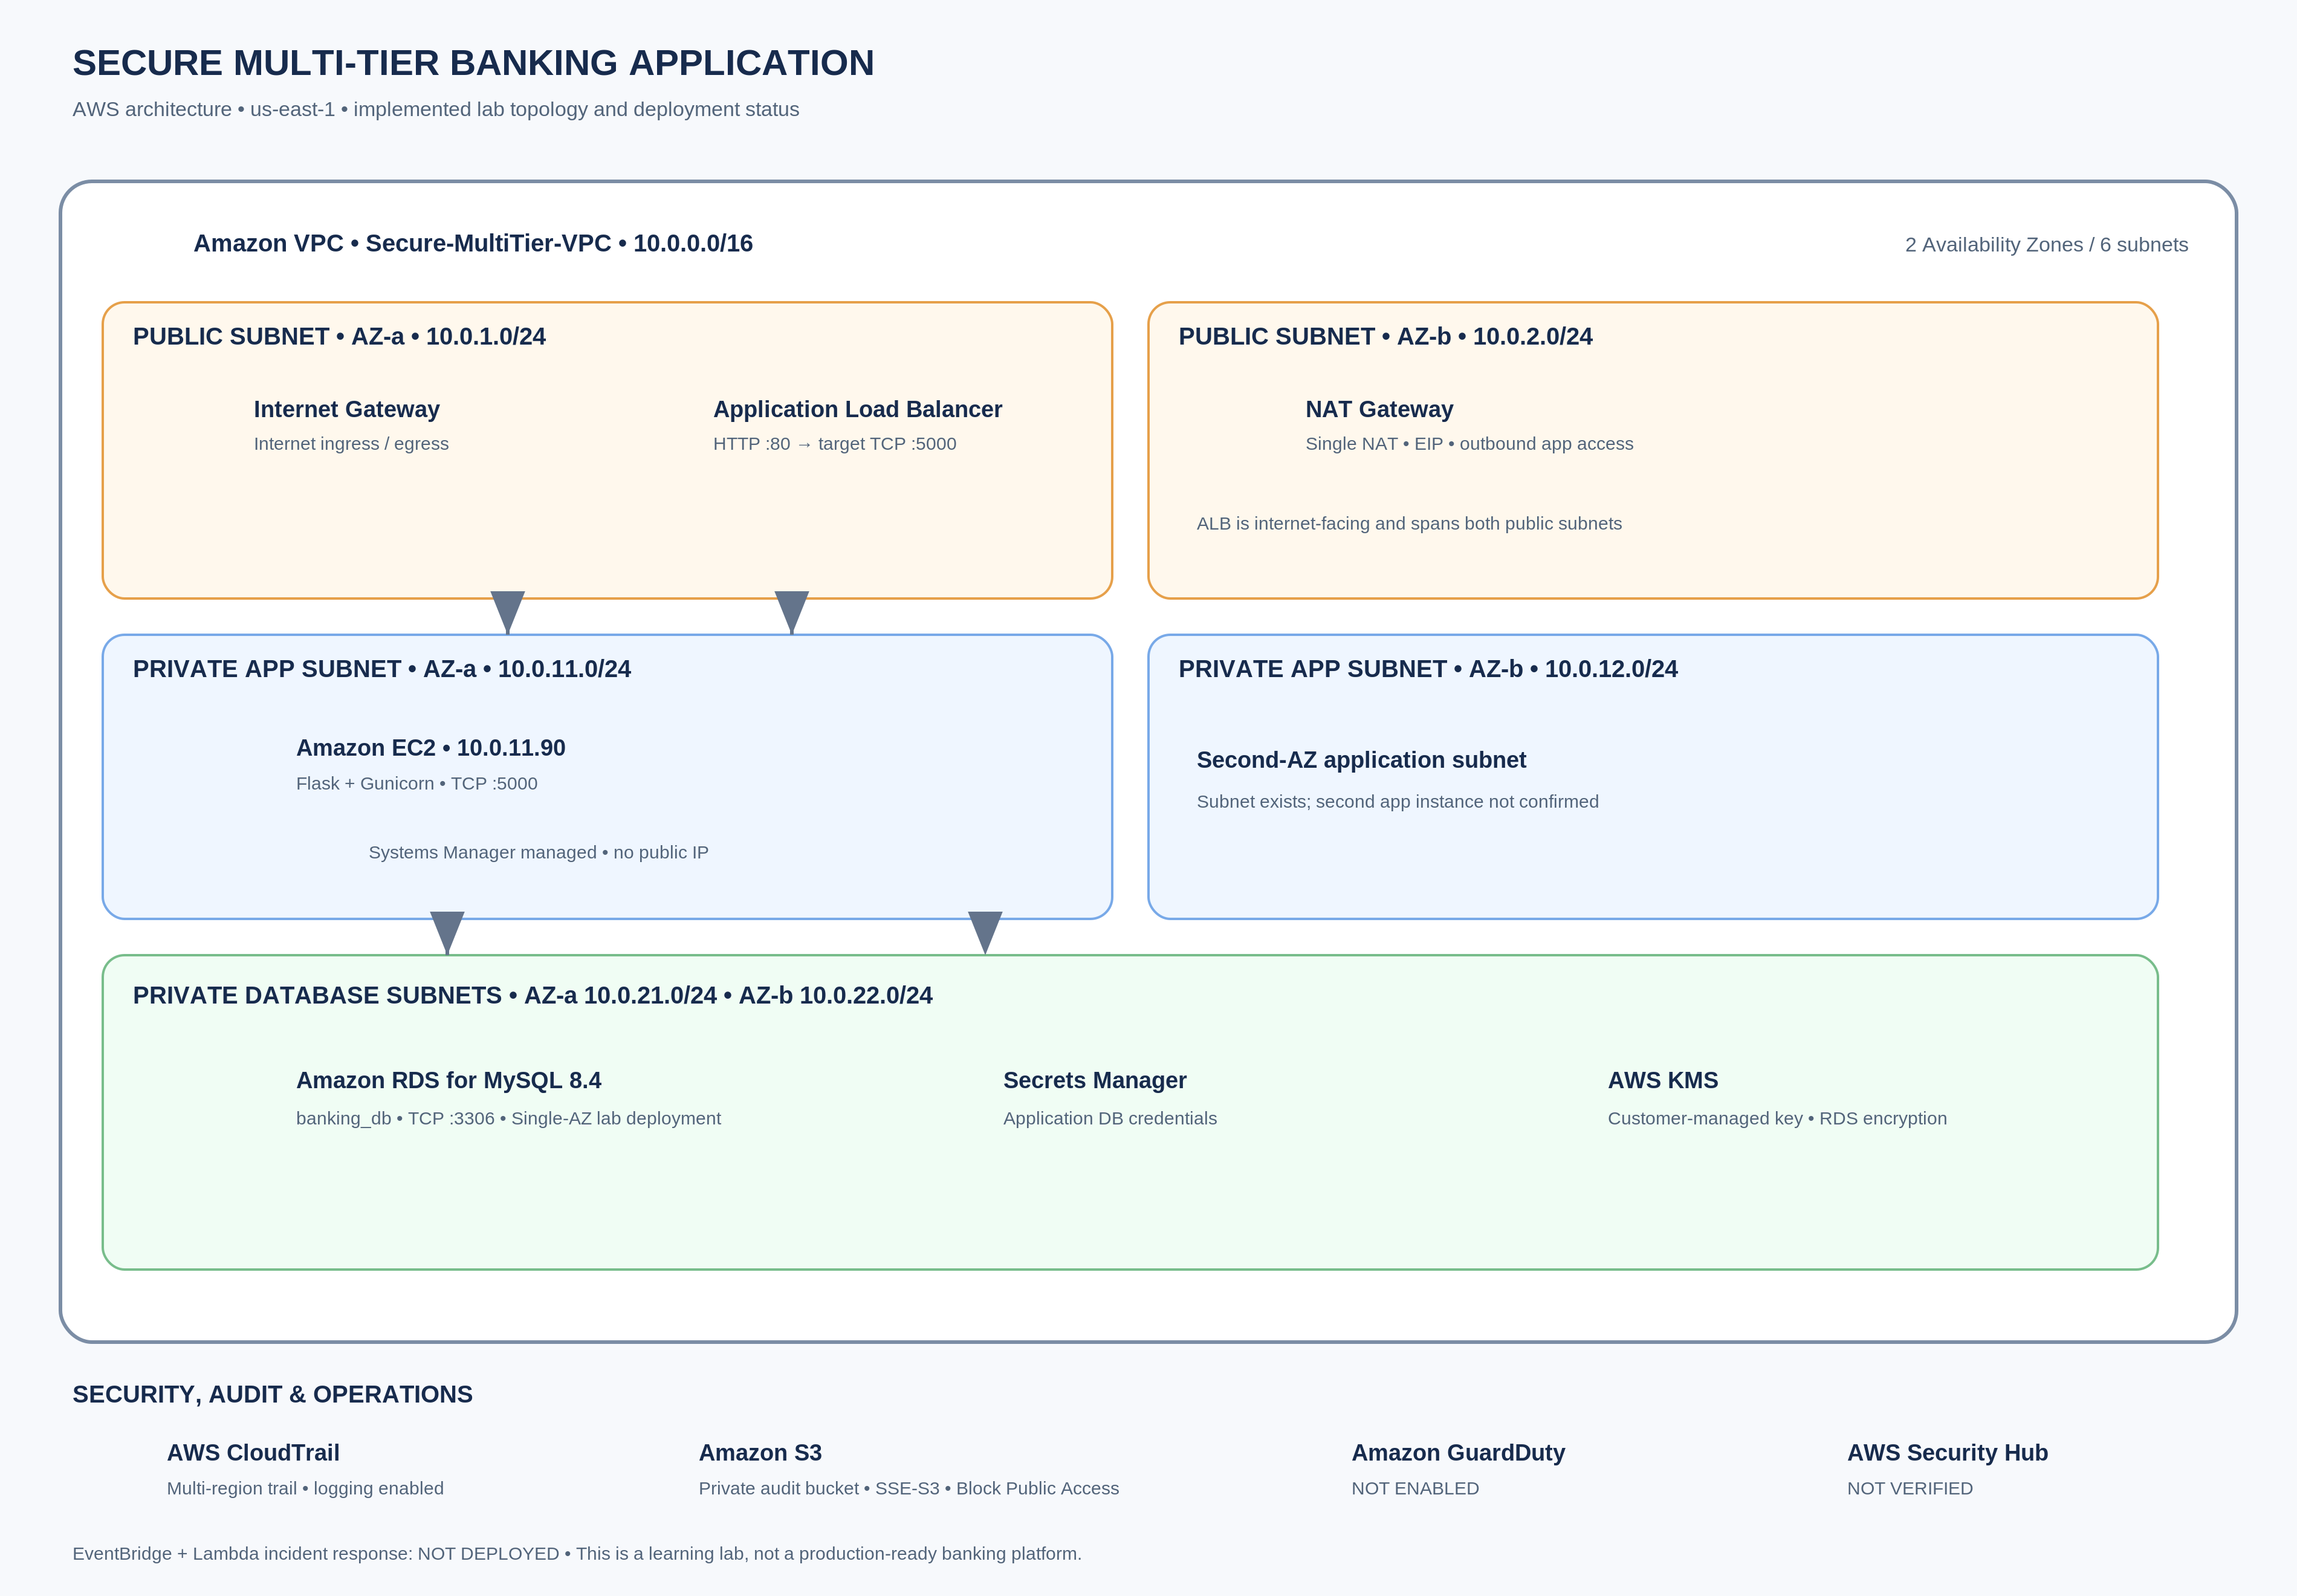 SECURE MULTI-TIER BANKING APPLICATION
AWS architecture • us-east-1 • implemented lab topology and deployment status
Amazon VPC • Secure-MultiTier-VPC • 10.0.0.0/16
2 Availability Zones / 6 subnets
PUBLIC SUBNET • AZ-a • 10.0.1.0/24
Internet Gateway
Internet ingress / egress
Application Load Balancer
HTTP :80 → target TCP :5000
PUBLIC SUBNET • AZ-b • 10.0.2.0/24
NAT Gateway
Single NAT • EIP • outbound app access
ALB is internet-facing and spans both public subnets
PRIVATE APP SUBNET • AZ-a • 10.0.11.0/24
Amazon EC2 • 10.0.11.90
Flask + Gunicorn • TCP :5000
Systems Manager managed • no public IP
PRIVATE APP SUBNET • AZ-b • 10.0.12.0/24
Second-AZ application subnet
Subnet exists; second app instance not confirmed
PRIVATE DATABASE SUBNETS • AZ-a 10.0.21.0/24 • AZ-b 10.0.22.0/24
Amazon RDS for MySQL 8.4
banking_db • TCP :3306 • Single-AZ lab deployment
Secrets Manager
Application DB credentials
AWS KMS
Customer-managed key • RDS encryption
SECURITY, AUDIT & OPERATIONS
AWS CloudTrail
Multi-region trail • logging enabled
Amazon S3
Private audit bucket • SSE-S3 • Block Public Access
Amazon GuardDuty
NOT ENABLED
AWS Security Hub
NOT VERIFIED
EventBridge + Lambda incident response: NOT DEPLOYED • This is a learning lab, not a production-ready banking platform.